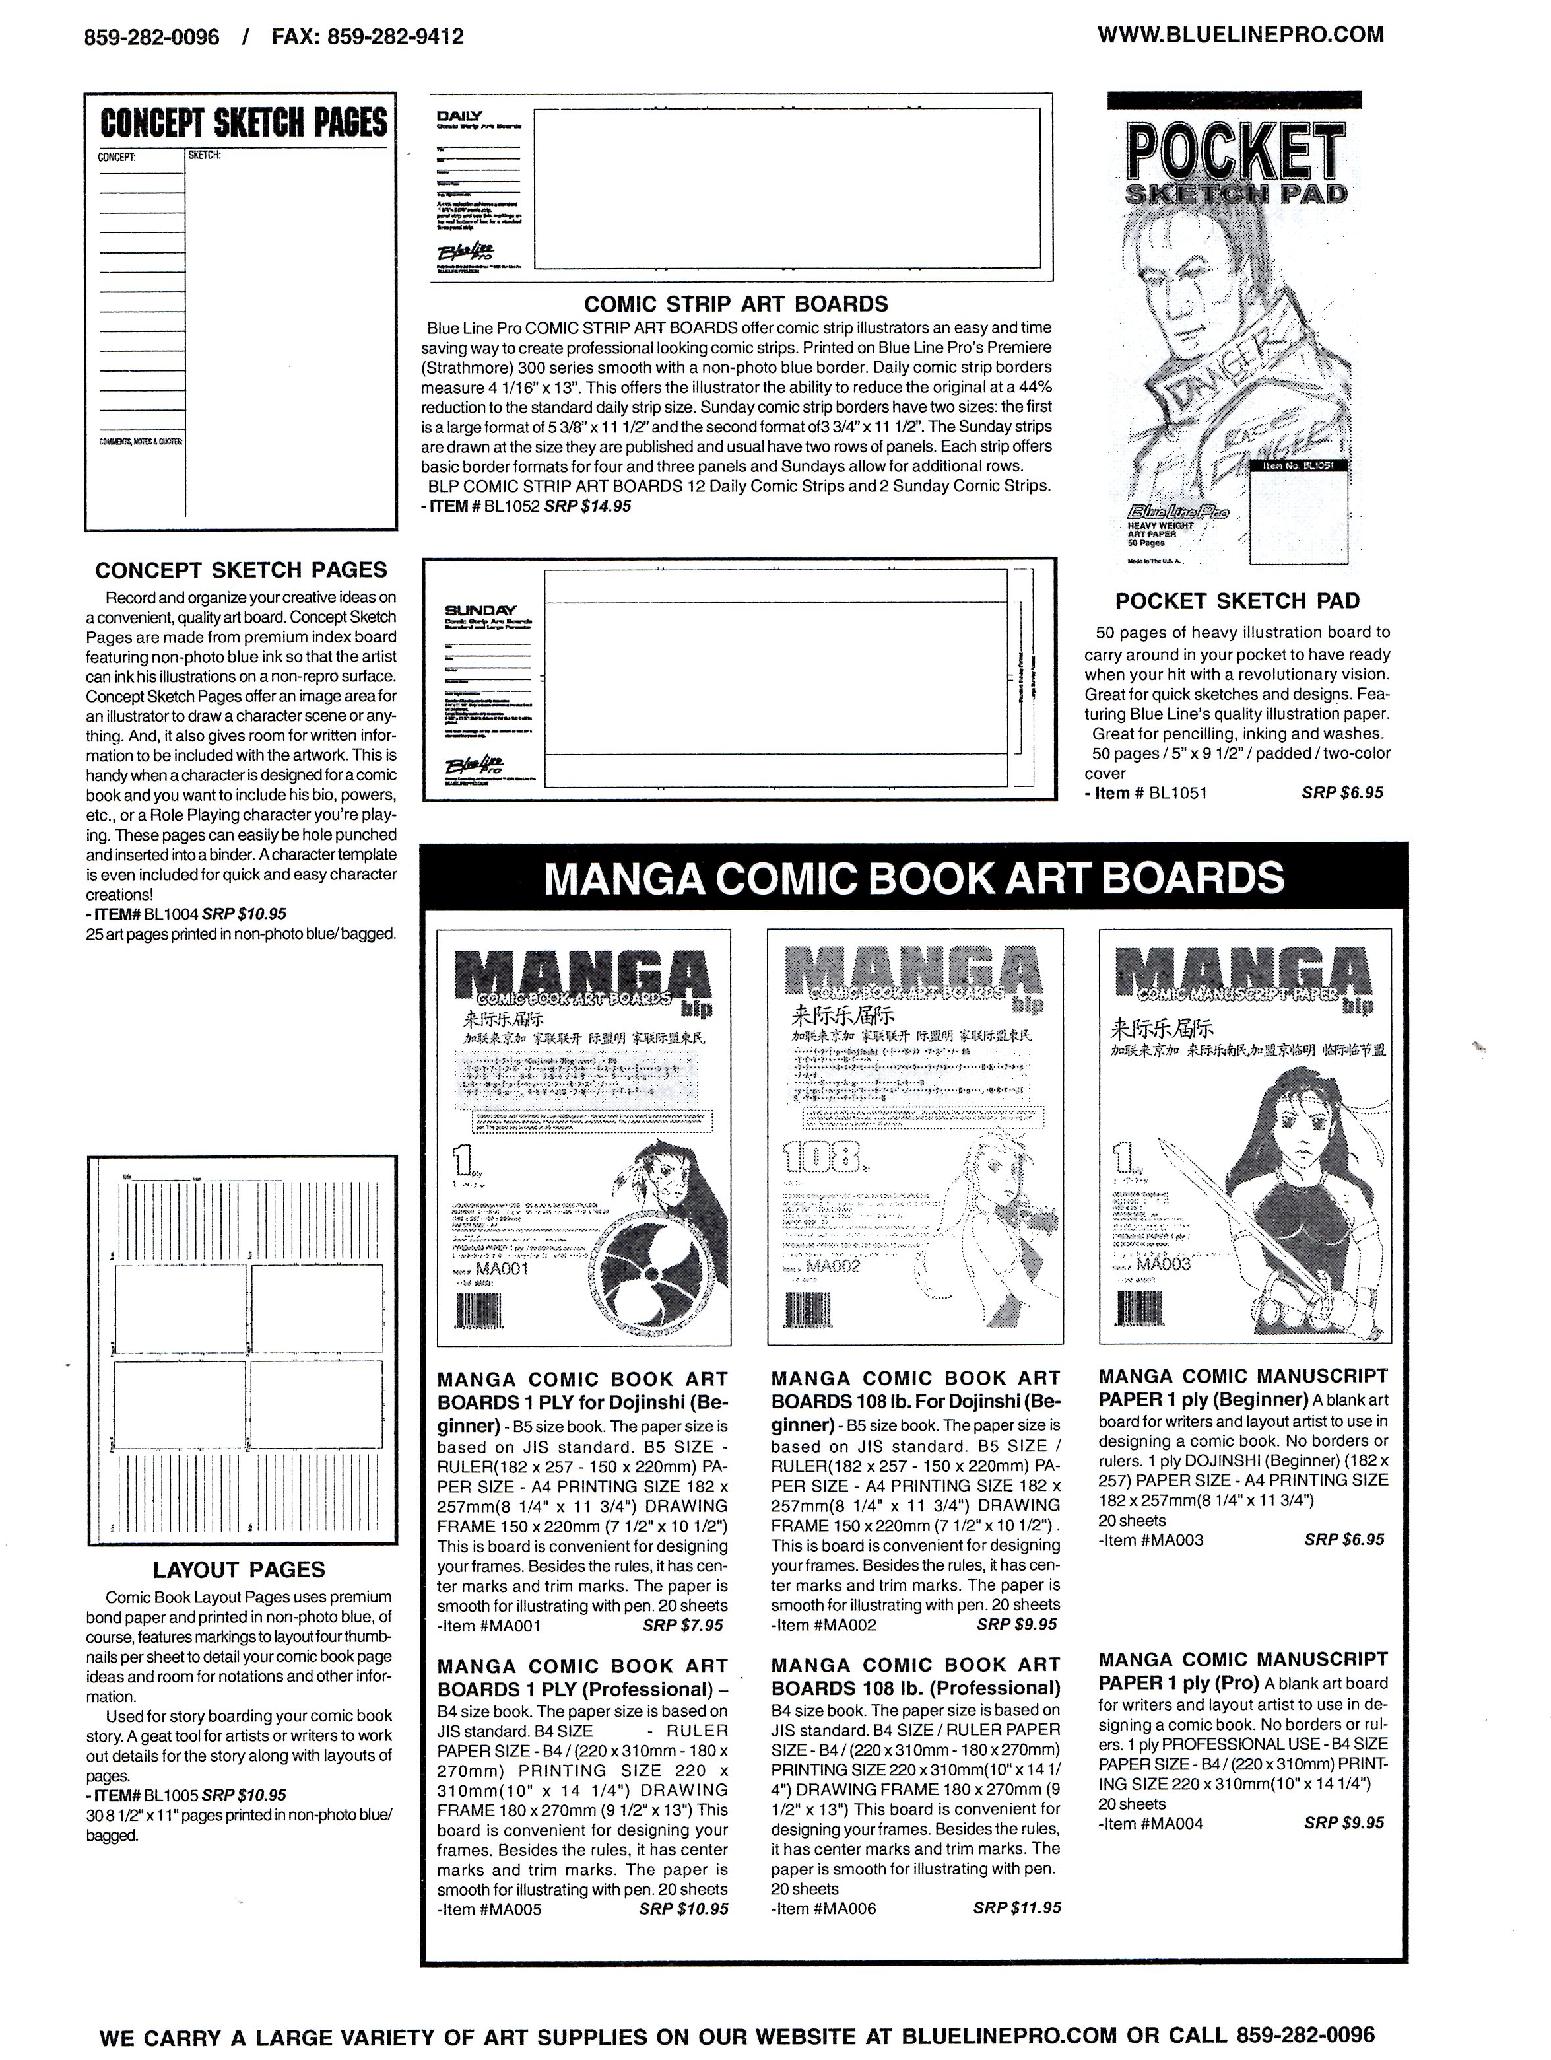 859-282-0096 / FAX: 859-282-9412
WWW.BLUELINEPRO.COM
CONCEPT SKETCH PAGES
CONCEPT:
SKETCH:
COMMENTS, NOTES & QUOTES:
CONCEPT SKETCH PAGES
Record and organize your creative ideas on
a convenient, quality art board. Concept Sketch
Pages are made from premium index board
featuring non-photo blue ink so that the artist
can ink his illustrations on a non-repro surface.
Concept Sketch Pages offer an image area for
an illustrator to draw a character scene or any-
thing. And, it also gives room for written infor-
mation to be included with the artwork. This is
handy when a character is designed for a comic
book and you want to include his bio, powers,
etc., or a Role Playing character you're play-
ing. These pages can easily be hole punched
and inserted into a binder. A character template
is even included for quick and easy character
creations!
- ITEM# BL1004 SRP $10.95
25 art pages printed in non-photo blue/bagged.
LAYOUT PAGES
Comic Book Layout Pages uses premium
bond paper and printed in non-photo blue, of
course, features markings to layout four thumb-
nails per sheet to detail your comic book page
ideas and room for notations and other infor-
mation.
Used for story boarding your comic book
story. A geat tool for artists or writers to work
out details for the story along with layouts of
pages.
- ITEM# BL1005 SRP $10.95
30 8 1/2" x 11" pages printed in non-photo blue/
bagged.
DAILY
Comic Strip Art Boards
Blue Line
Pro
COMIC STRIP ART BOARDS
Blue Line Pro COMIC STRIP ART BOARDS offer comic strip illustrators an easy and time
saving way to create professional looking comic strips. Printed on Blue Line Pro's Premiere
(Strathmore) 300 series smooth with a non-photo blue border. Daily comic strip borders
measure 4 1/16" x 13". This offers the illustrator the ability to reduce the original at a 44%
reduction to the standard daily strip size. Sunday comic strip borders have two sizes: the first
is a large format of 5 3/8" x 11 1/2" and the second format of 3 3/4" x 11 1/2". The Sunday strips
are drawn at the size they are published and usual have two rows of panels. Each strip offers
basic border formats for four and three panels and Sundays allow for additional rows.
BLP COMIC STRIP ART BOARDS 12 Daily Comic Strips and 2 Sunday Comic Strips.
- ITEM # BL1052 SRP $14.95
SUNDAY
Comic Strip Art Boards
Blue Line
Pro
POCKET
SKETCH PAD
DANGER
Item No. BL1051
Blue Line Pro
HEAVY WEIGHT
ART PAPER
50 Pages
Made in The U.S.A.
POCKET SKETCH PAD
50 pages of heavy illustration board to
carry around in your pocket to have ready
when your hit with a revolutionary vision.
Great for quick sketches and designs. Fea-
turing Blue Line's quality illustration paper.
Great for pencilling, inking and washes.
50 pages / 5" x 9 1/2" / padded / two-color
cover
- Item # BL1051 SRP $6.95
MANGA COMIC BOOK ART BOARDS
MANGA
COMIC BOOK ART BOARDS
blp
1 ply
MA001
MANGA
COMIC BOOK ART BOARDS
blp
108
MA002
MANGA
COMIC MANUSCRIPT PAPER
blp
1 ply
MA003
MANGA COMIC BOOK ART
BOARDS 1 PLY for Dojinshi (Be-
ginner) - B5 size book. The paper size is
based on JIS standard. B5 SIZE -
RULER(182 x 257 - 150 x 220mm) PA-
PER SIZE - A4 PRINTING SIZE 182 x
257mm(8 1/4" x 11 3/4") DRAWING
FRAME 150 x 220mm (7 1/2" x 10 1/2")
This is board is convenient for designing
your frames. Besides the rules, it has cen-
ter marks and trim marks. The paper is
smooth for illustrating with pen. 20 sheets
-Item #MA001 SRP $7.95
MANGA COMIC BOOK ART
BOARDS 1 PLY (Professional) –
B4 size book. The paper size is based on
JIS standard. B4 SIZE - RULER
PAPER SIZE - B4 / (220 x 310mm - 180 x
270mm) PRINTING SIZE 220 x
310mm(10" x 14 1/4") DRAWING
FRAME 180 x 270mm (9 1/2" x 13") This
board is convenient for designing your
frames. Besides the rules, it has center
marks and trim marks. The paper is
smooth for illustrating with pen. 20 sheets
-Item #MA005 SRP $10.95
MANGA COMIC BOOK ART
BOARDS 108 lb. For Dojinshi (Be-
ginner) - B5 size book. The paper size is
based on JIS standard. B5 SIZE /
RULER(182 x 257 - 150 x 220mm) PA-
PER SIZE - A4 PRINTING SIZE 182 x
257mm(8 1/4" x 11 3/4") DRAWING
FRAME 150 x 220mm (7 1/2" x 10 1/2") .
This is board is convenient for designing
your frames. Besides the rules, it has cen-
ter marks and trim marks. The paper is
smooth for illustrating with pen. 20 sheets
-Item #MA002 SRP $9.95
MANGA COMIC BOOK ART
BOARDS 108 lb. (Professional)
B4 size book. The paper size is based on
JIS standard. B4 SIZE / RULER PAPER
SIZE - B4 / (220 x 310mm - 180 x 270mm)
PRINTING SIZE 220 x 310mm(10" x 14 1/
4") DRAWING FRAME 180 x 270mm (9
1/2" x 13") This board is convenient for
designing your frames. Besides the rules,
it has center marks and trim marks. The
paper is smooth for illustrating with pen.
20 sheets
-Item #MA006 SRP $11.95
MANGA COMIC MANUSCRIPT
PAPER 1 ply (Beginner) A blank art
board for writers and layout artist to use in
designing a comic book. No borders or
rulers. 1 ply DOJINSHI (Beginner) (182 x
257) PAPER SIZE - A4 PRINTING SIZE
182 x 257mm(8 1/4" x 11 3/4")
20 sheets
-Item #MA003 SRP $6.95
MANGA COMIC MANUSCRIPT
PAPER 1 ply (Pro) A blank art board
for writers and layout artist to use in de-
signing a comic book. No borders or rul-
ers. 1 ply PROFESSIONAL USE - B4 SIZE
PAPER SIZE - B4 / (220 x 310mm) PRINT-
ING SIZE 220 x 310mm(10" x 14 1/4")
20 sheets
-Item #MA004 SRP $9.95
WE CARRY A LARGE VARIETY OF ART SUPPLIES ON OUR WEBSITE AT BLUELINEPRO.COM OR CALL 859-282-0096